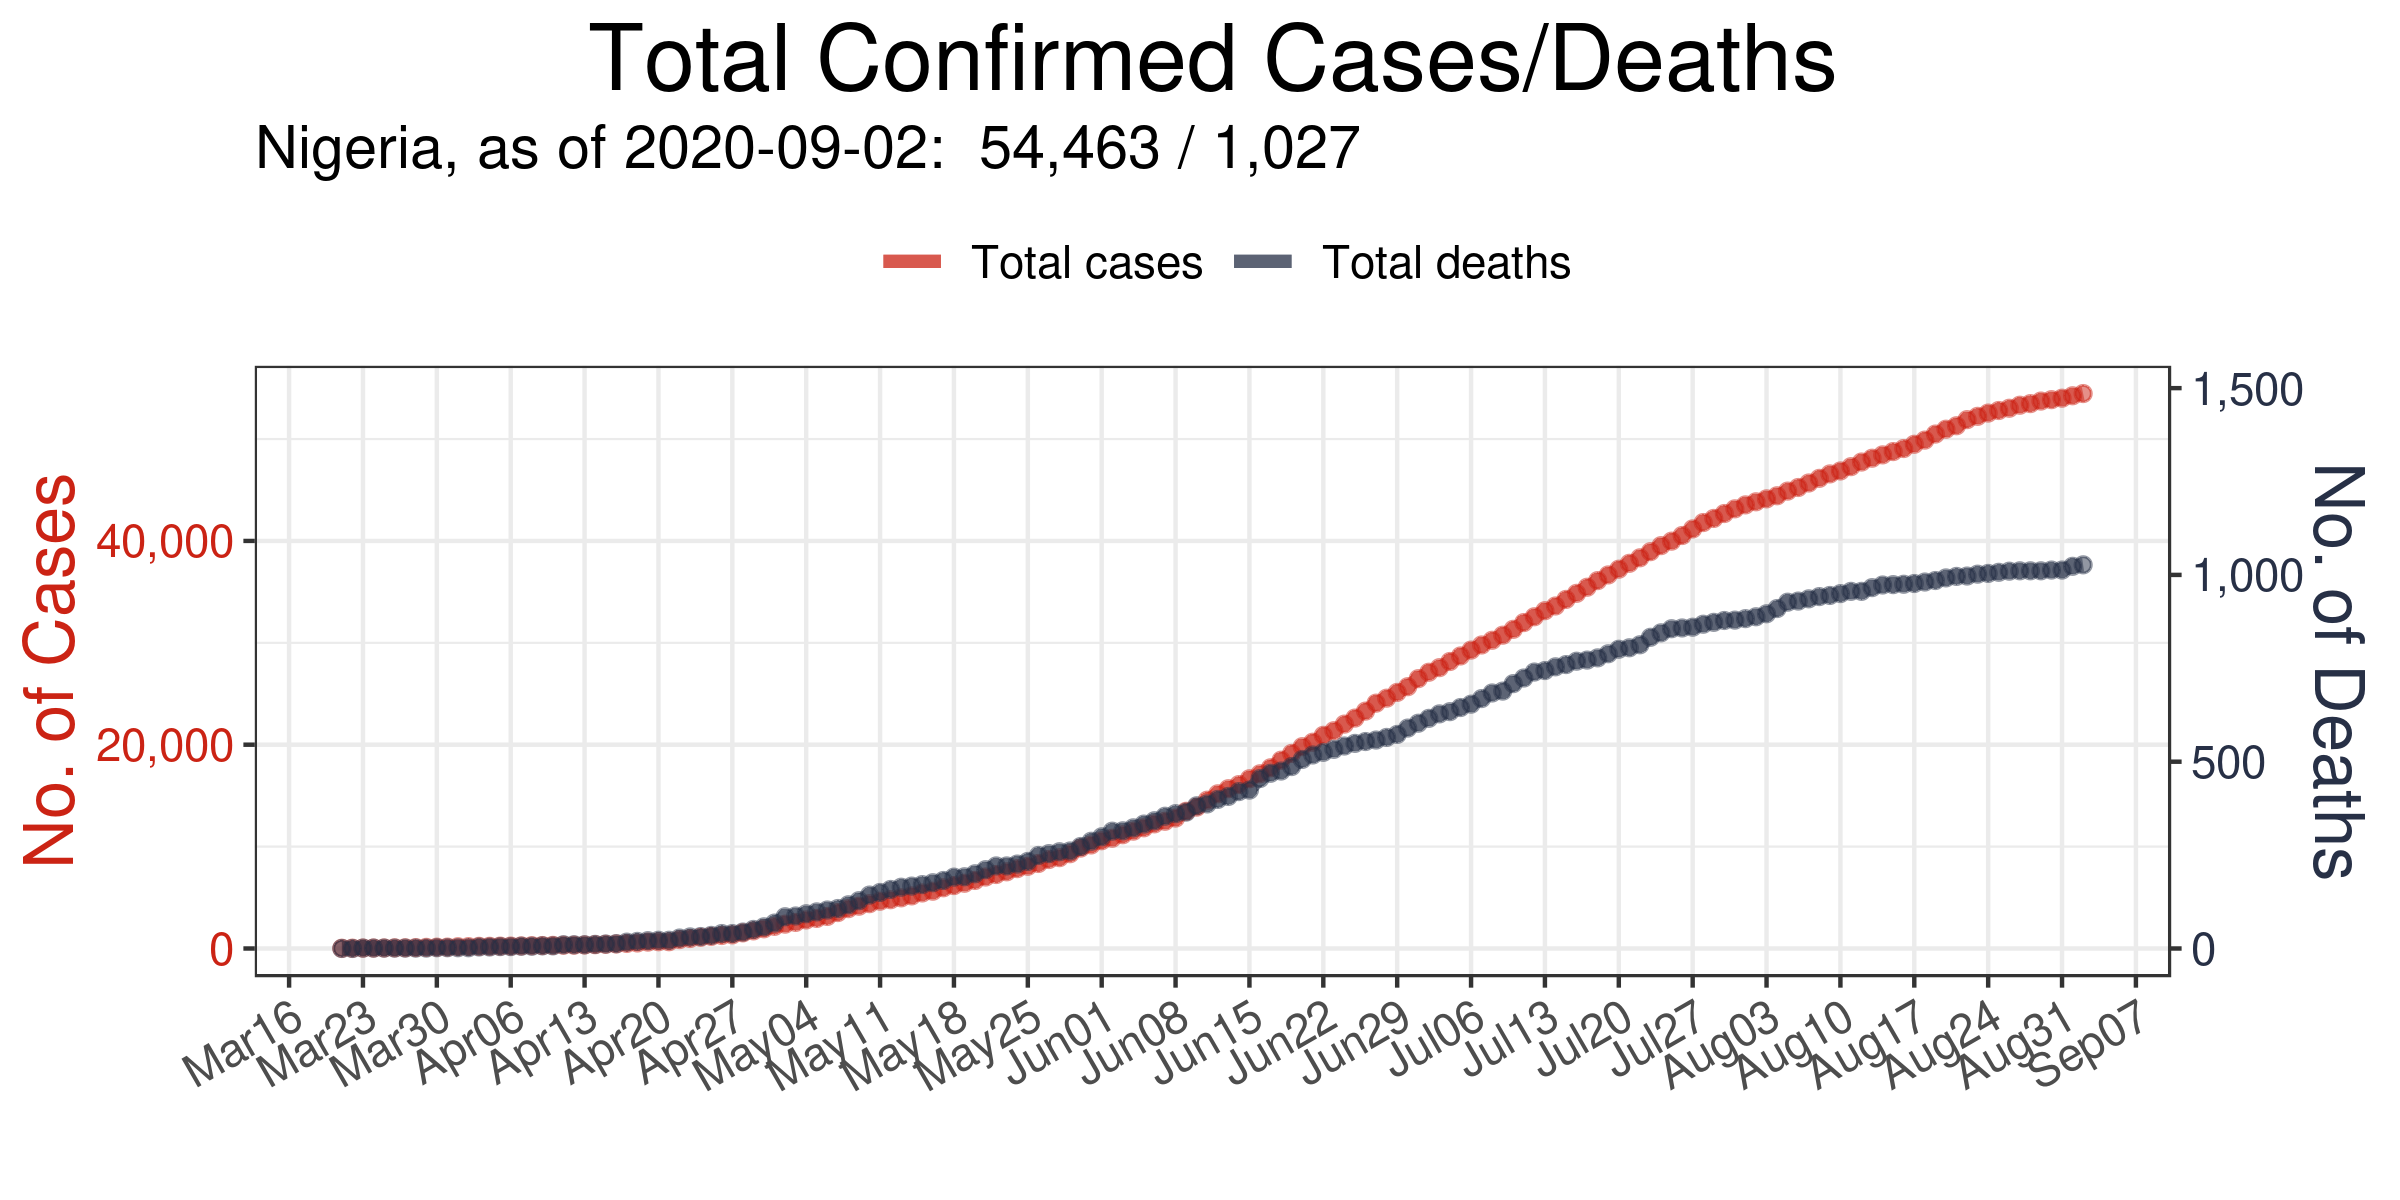 Total Confirmed Cases/Deaths
Nigeria, as of 2020-09-02:  54,463 / 1,027
Total cases
Total deaths
No. of Cases
40,000
20,000
0
1,500
1,000
500
0
No. of Deaths
Mar16
Mar23
Mar30
Apr06
Apr13
Apr20
Apr27
May04
May11
May18
May25
Jun01
Jun08
Jun15
Jun22
Jun29
Jul06
Jul13
Jul20
Jul27
Aug03
Aug10
Aug17
Aug24
Aug31
Sep07